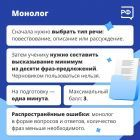 Монолог
Сначала нужно выбрать тип речи:
повествование, описание или рассуждение.
Затем ученику нужно составить
высказывание минимум
из десяти фраз-предложений.
Черновиком пользоваться нельзя.
На подготовку —
одна минута.
Максимальный
балл: 3.
Распространённые ошибки: монолог
в форме вопросов и ответов, количество
фраз меньше необходимого.